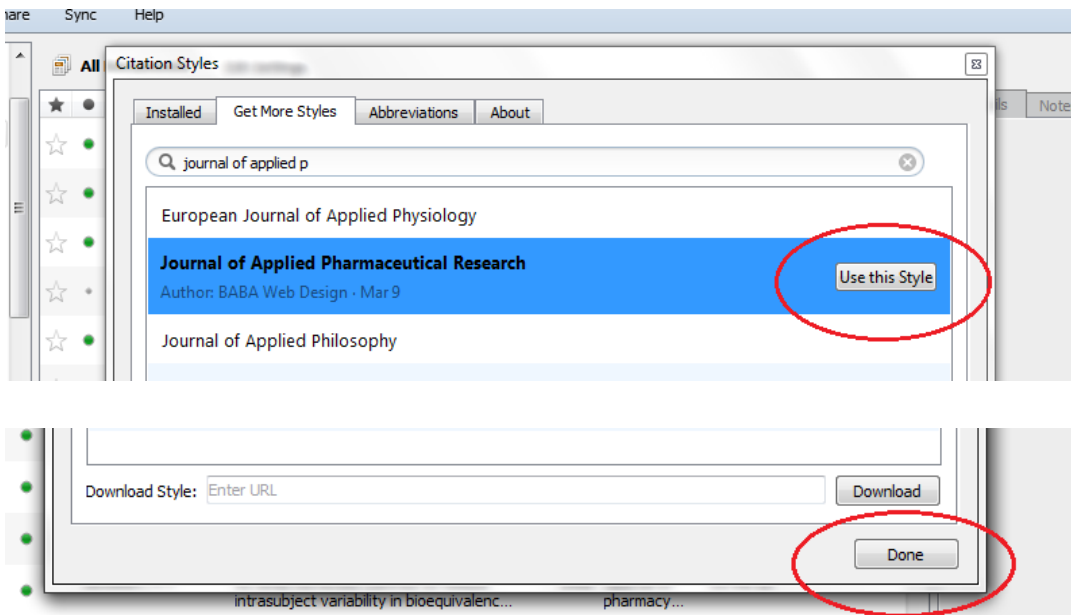 Sync Help
All
Citation Styles
Installed Get More Styles Abbreviations About
Note
journal of applied p
European Journal of Applied Physiology
Journal of Applied Pharmaceutical Research
Use this Style
Author: BABA Web Design · Mar 9
Journal of Applied Philosophy
Download Style: Enter URL Download
Done
intrasubject variability in bioequivalenc... pharmacy...